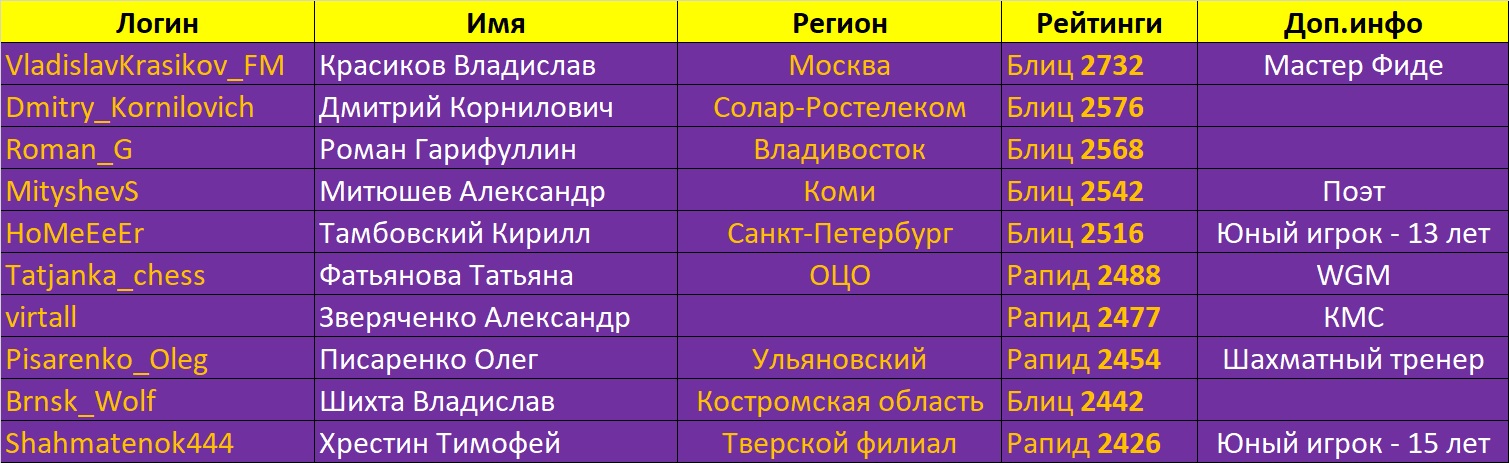 Логин Имя Регион Рейтинги Доп.инфо
VladislavKrasikov_FM Красиков Владислав Москва Блиц 2732 Мастер Фиде
Dmitry_Kornilovich Дмитрий Корнилович Солар-Ростелеком Блиц 2576
Roman_G Роман Гарифуллин Владивосток Блиц 2568
MityshevS Митюшев Александр Коми Блиц 2542 Поэт
HoMeEeEr Тамбовский Кирилл Санкт-Петербург Блиц 2516 Юный игрок - 13 лет
Tatjanka_chess Фатьянова Татьяна ОЦО Рапид 2488 WGM
virtall Зверяченко Александр Рапид 2477 КМС
Pisarenko_Oleg Писаренко Олег Ульяновский Рапид 2454 Шахматный тренер
Brnsk_Wolf Шихта Владислав Костромская область Блиц 2442
Shahmatenok444 Хрестин Тимофей Тверской филиал Рапид 2426 Юный игрок - 15 лет